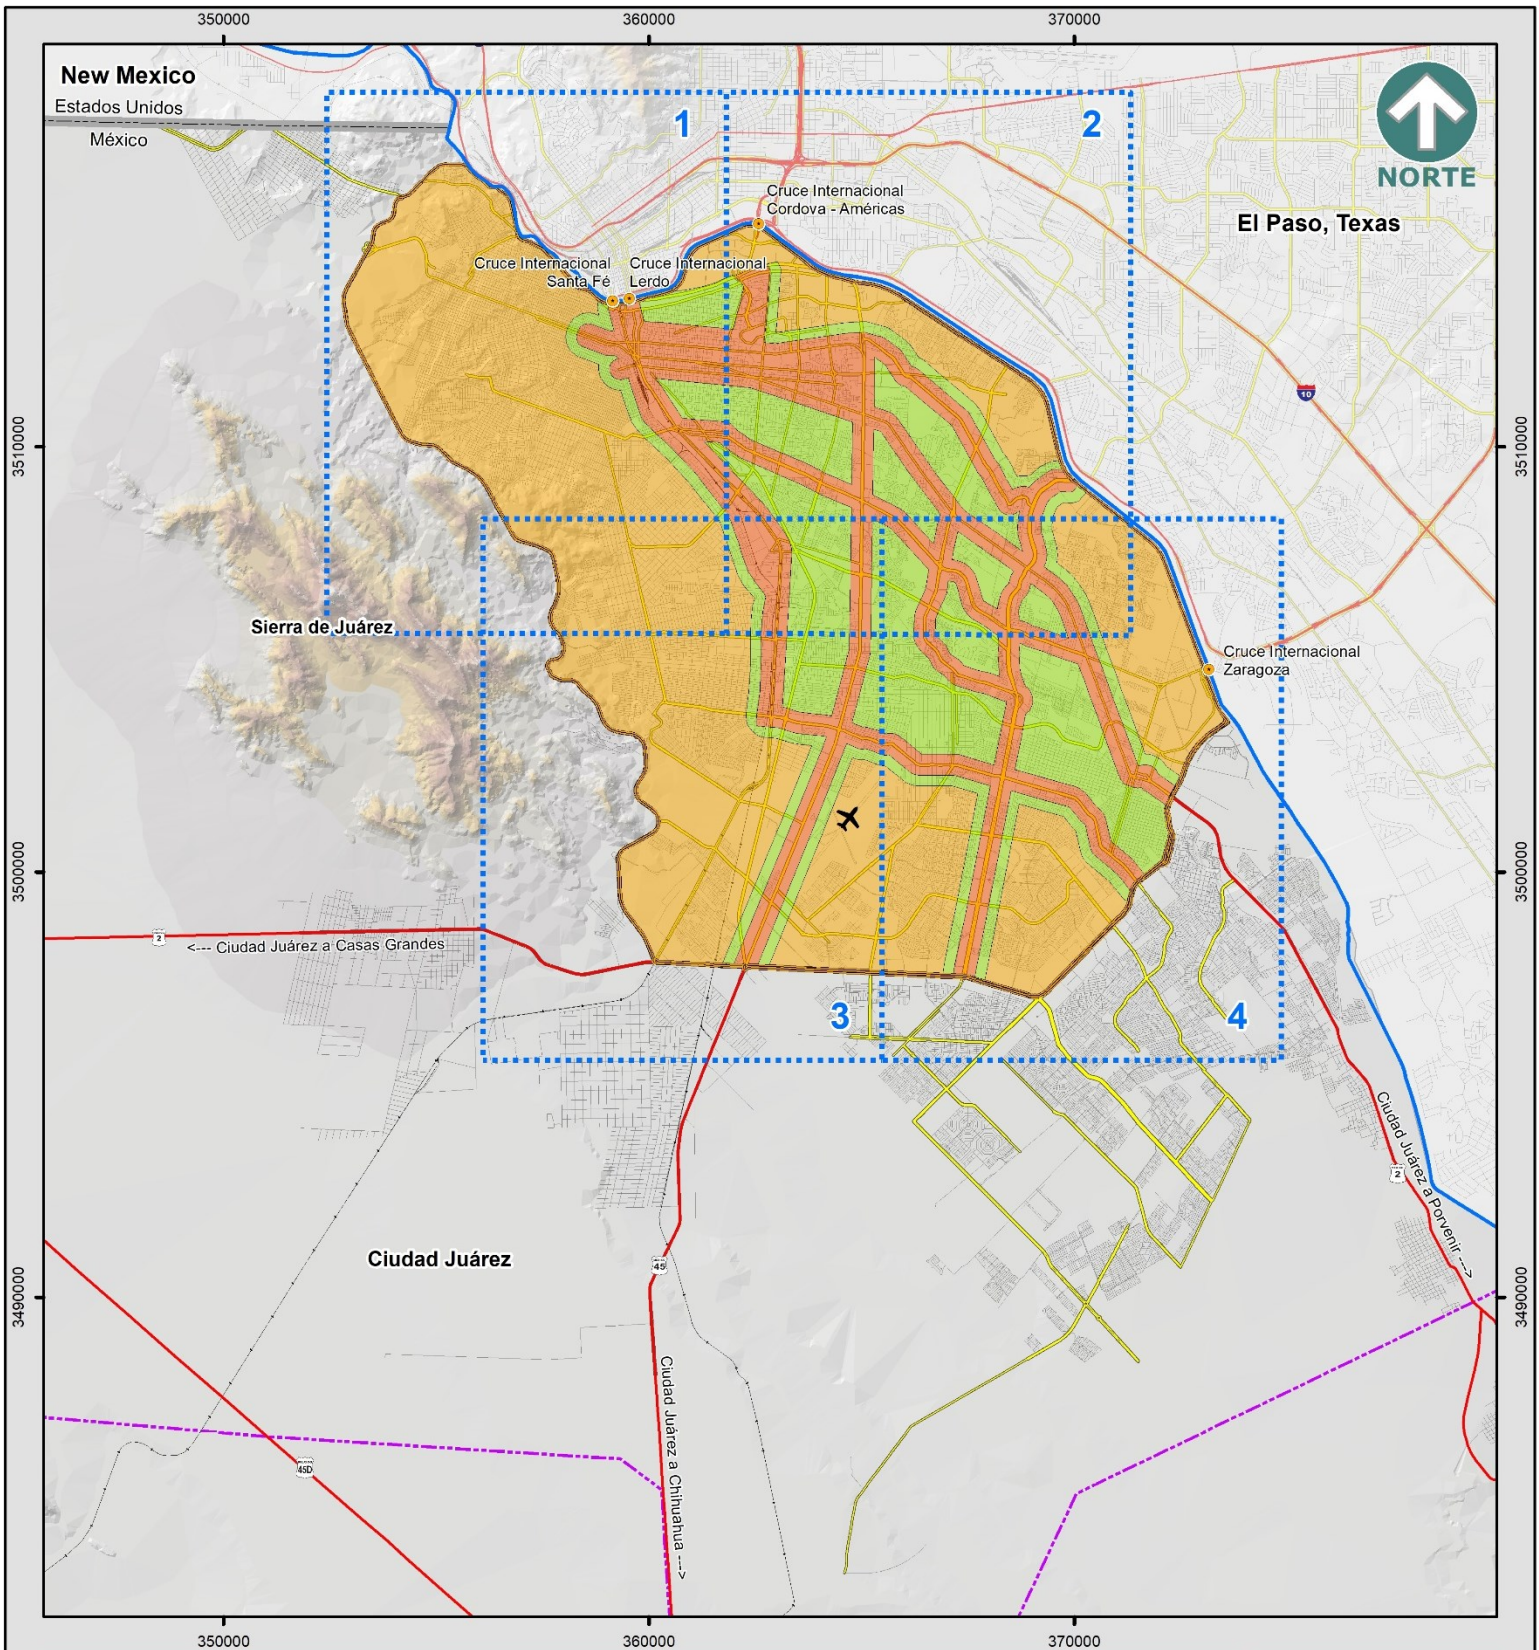 350000
360000
370000
New Mexico
Estados Unidos
México
1
2
NORTE
El Paso, Texas
Cruce Internacional
Cordova - Américas
Cruce Internacional
Santa Fé
Cruce Internacional
Lerdo
10
3510000
3510000
Sierra de Juárez
Cruce Internacional
Zaragoza
3500000
3500000
2
<--- Ciudad Juárez a Casas Grandes
3
4
Ciudad Juárez a Porvenir --->
2
Ciudad Juárez
45
3490000
3490000
Ciudad Juárez a Chihuahua --->
45D
350000
360000
370000